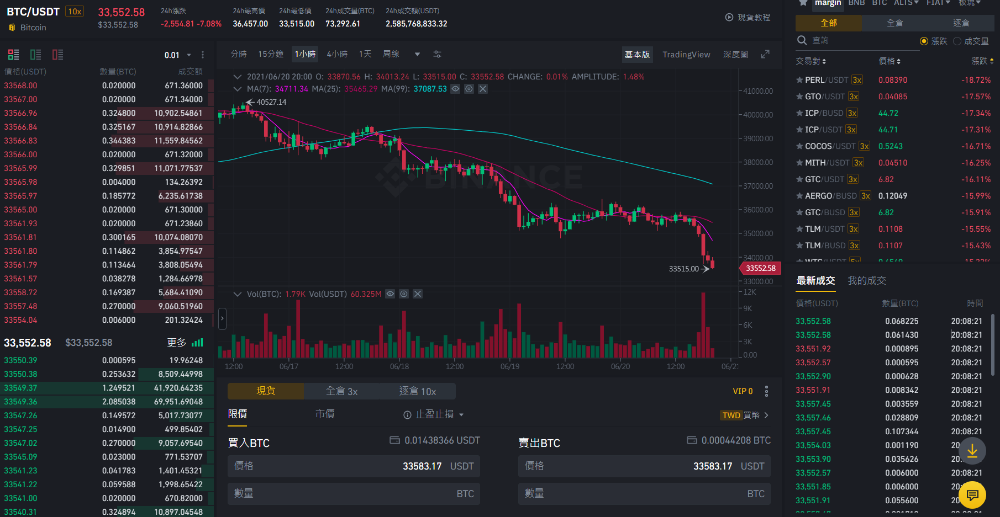 BTC/USDT 10x
Bitcoin
33,552.58
$33,552.58
24h漲跌
-2,554.81 -7.08%
24h最高價
36,457.00
24h最低價
33,515.00
24h成交量(BTC)
73,292.61
24h成交額(USDT)
2,585,768,833.32
現貨教程
0.01
價格(USDT) 數量(BTC) 成交額
33568.00 0.020000 671.36000
33567.00 0.020000 671.34000
33566.96 0.324800 10,902.54861
33566.84 0.325167 10,914.82866
33566.83 0.344383 11,559.84562
33566.00 0.020000 671.32000
33565.99 0.329851 11,071.77537
33565.98 0.004000 134.26392
33565.97 0.185772 6,235.61738
33565.00 0.020000 671.30000
33561.93 0.020000 671.23860
33561.81 0.300165 10,074.08070
33561.80 0.114862 3,854.97547
33561.79 0.113464 3,808.05494
33561.57 0.038278 1,284.66978
33558.72 0.169387 5,684.41090
33557.48 0.270000 9,060.51960
33554.04 0.006000 201.32424
33,552.58 $33,552.58 更多
33550.39 0.000595 19.96248
33550.38 0.253632 8,509.44998
33549.37 1.249521 41,920.64235
33549.36 2.085038 69,951.69048
33547.26 0.149572 5,017.73077
33547.25 0.014900 499.85402
33547.02 0.270000 9,057.69540
33545.09 0.023000 771.53707
33541.23 0.041783 1,401.45321
33541.22 0.059588 1,998.65422
33541.00 0.020000 670.82000
33540.31 0.324894 10,897.04548
分時 15分鐘 1小時 4小時 1天 周線
基本版 TradingView 深度圖
2021/06/20 20:00 O: 33870.56 H: 34013.24 L: 33515.00 C: 33552.58 CHANGE: 0.01% AMPLITUDE: 1.48%
MA(7): 34711.34 MA(25): 35465.29 MA(99): 37087.53
40527.14
BINANCE
33515.00
41000.00
40000.00
39000.00
38000.00
37000.00
36000.00
35000.00
34000.00
33552.58
33000.00
Vol(BTC): 1.79K Vol(USDT) 60.325M
12K
9K
6K
3K
0.00
12:00 06/17 12:00 06/18 12:00 06/19 12:00 06/20 12:00 06/21
現貨 全倉 3x 逐倉 10x
VIP 0
限價 市價 止盈止損
TWD 買幣
買入BTC 0.01438366 USDT
價格 33583.17 USDT
數量 BTC
賣出BTC 0.00044208 BTC
價格 33583.17 USDT
數量 BTC
margin BNB BTC ALTS FIAT 板塊
全部 全倉 逐倉
查詢 漲跌 成交量
交易對 價格 漲跌
PERL/USDT 3x 0.08390 -18.72%
GTO/USDT 3x 0.04085 -17.57%
ICP/BUSD 3x 44.72 -17.34%
ICP/USDT 3x 44.71 -17.31%
COCOS/USDT 3x 0.5243 -16.71%
MITH/USDT 3x 0.04510 -16.25%
GTC/USDT 3x 6.82 -16.11%
AERGO/BUSD 3x 0.12049 -15.99%
GTC/BUSD 3x 6.82 -15.91%
TLM/USDT 3x 0.1108 -15.55%
TLM/BUSD 3x 0.1107 -15.43%
最新成交 我的成交
價格(USDT) 數量(BTC) 時間
33,552.58 0.068225 20:08:21
33,552.58 0.061430 20:08:21
33,551.92 0.000895 20:08:21
33,552.57 0.000595 20:08:21
33,552.90 0.000628 20:08:21
33,551.91 0.008342 20:08:21
33,557.45 0.003559 20:08:21
33,557.46 0.028809 20:08:21
33,557.45 0.107344 20:08:21
33,554.03 0.001190 20
33,553.90 0.035626 20:
33,552.57 0.006000 20:08:21
33,551.85 0.006000 20:
33,551.91 0.055600 20